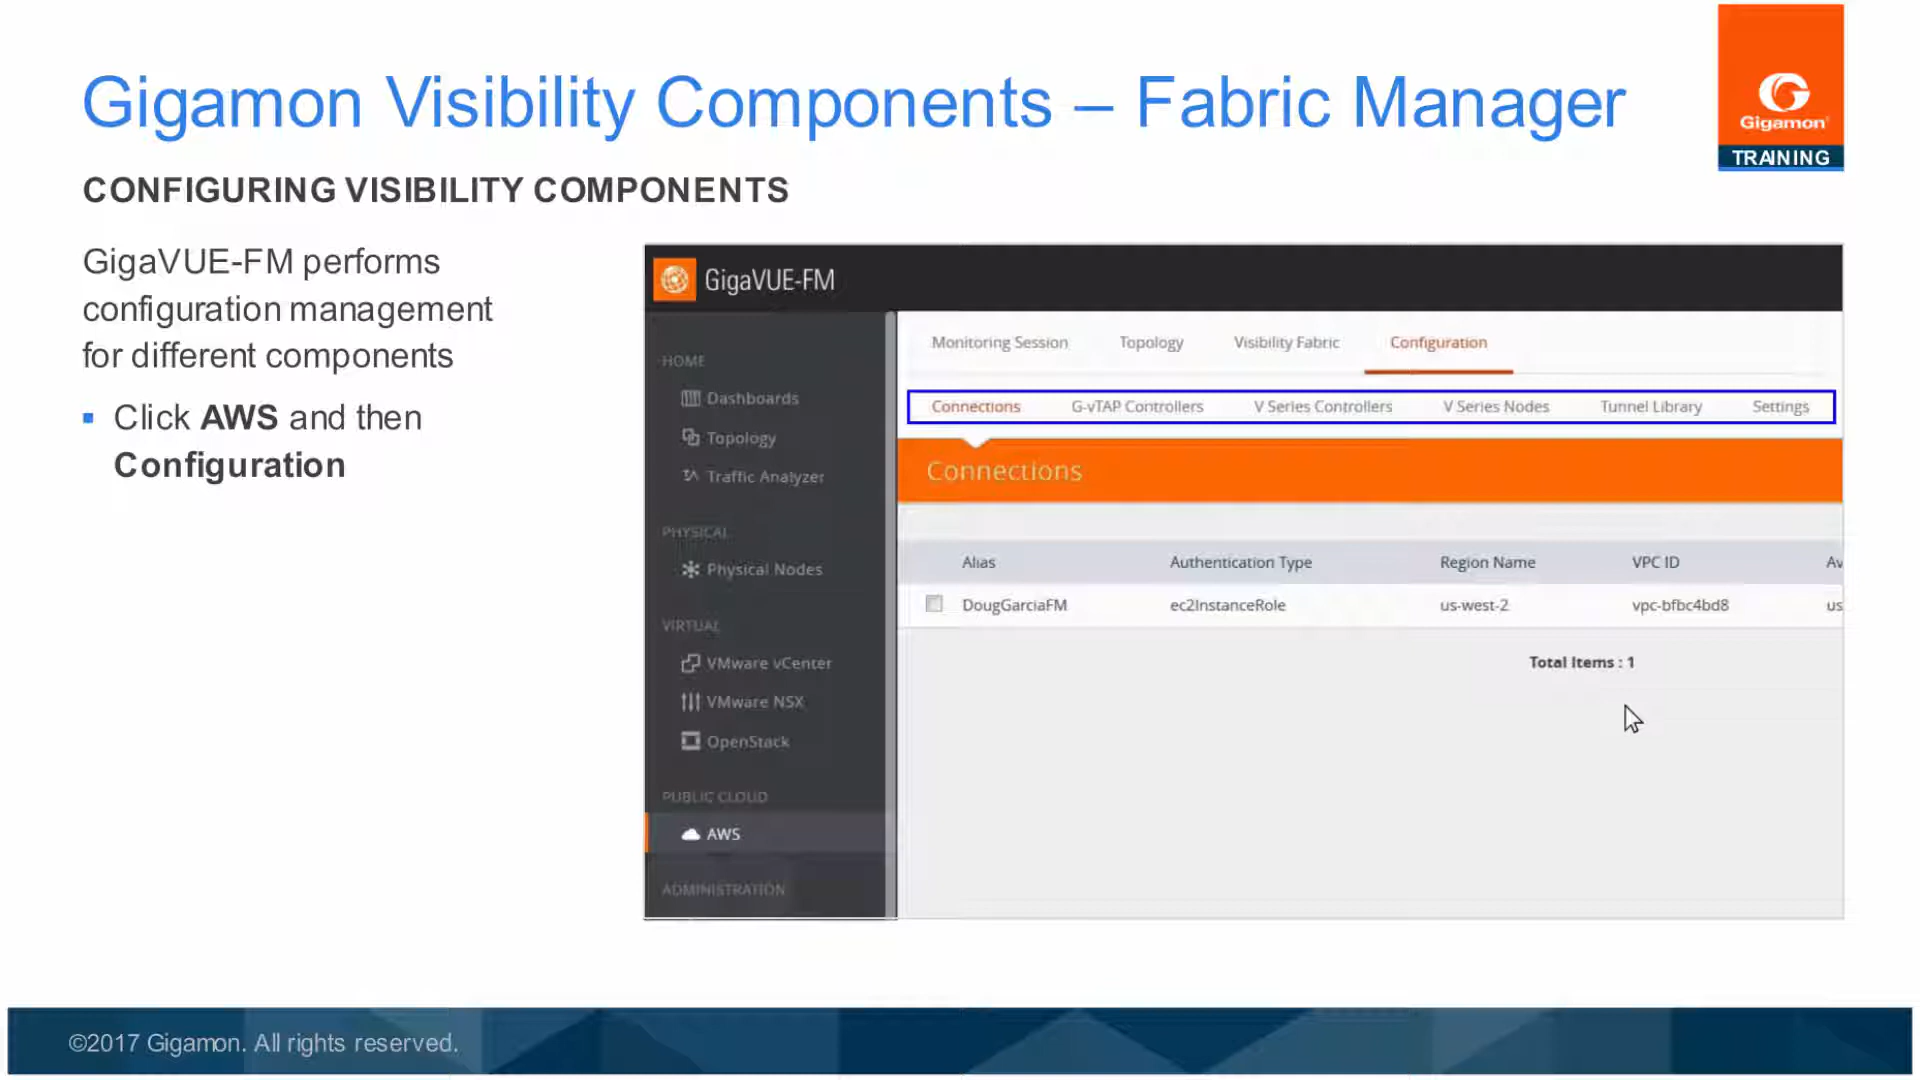 Gigamon Visibility Components – Fabric Manager
Gigamon®
TRAINING
CONFIGURING VISIBILITY COMPONENTS
GigaVUE-FM performs
configuration management
for different components
Click AWS and then
Configuration
GigaVUE-FM
HOME
Dashboards
Topology
Traffic Analyzer
PHYSICAL
Physical Nodes
VIRTUAL
VMware vCenter
VMware NSX
OpenStack
PUBLIC CLOUD
AWS
ADMINISTRATION
Monitoring Session Topology Visibility Fabric Configuration
Connections G-vTAP Controllers V Series Controllers V Series Nodes Tunnel Library Settings
Connections
Alias Authentication Type Region Name VPC ID Av
DougGarciaFM ec2InstanceRole us-west-2 vpc-bfbc4bd8 us
Total Items : 1
©2017 Gigamon. All rights reserved.